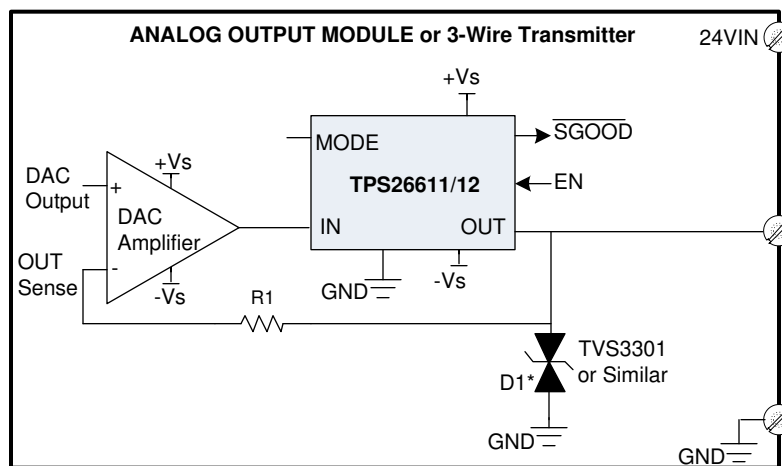 ANALOG OUTPUT MODULE or 3-Wire Transmitter
24VIN
+Vs
MODE
SGOOD
TPS26611/12
EN
DAC
Output
+Vs
+
DAC
Amplifier
IN
OUT
OUT
Sense
-
-Vs
GND
-Vs
R1
TVS3301
or Similar
D1*
GND
GND